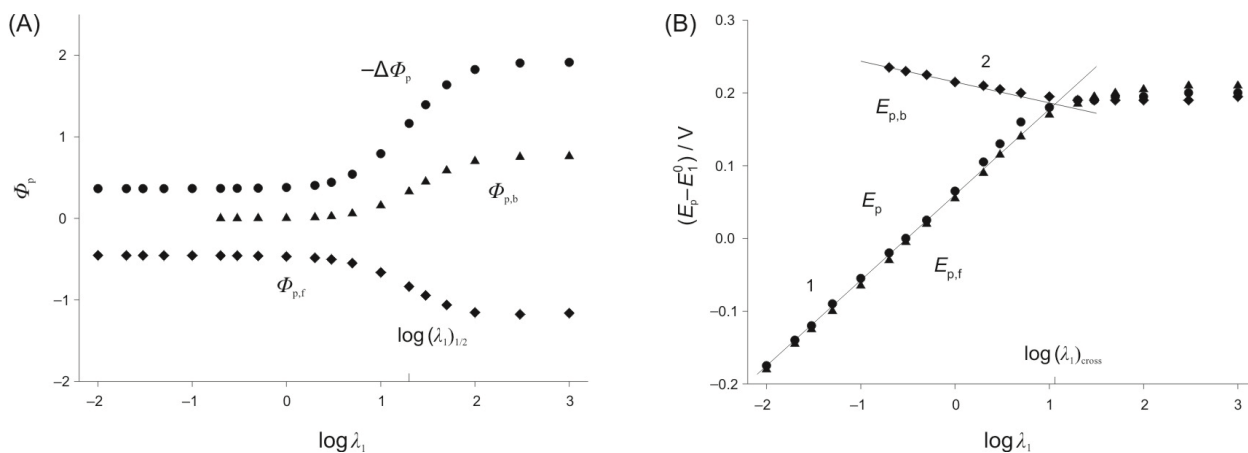 (A)
2
1
0
−1
−2
Φp
−ΔΦp
Φp,b
Φp,f
log (λ1)1/2
−2 −1 0 1 2 3
log λ1
(B)
0.3
0.2
0.1
0.0
−0.1
−0.2
(Ep−E10) / V
2
Ep,b
Ep
Ep,f
1
log (λ1)cross
−2 −1 0 1 2 3
log λ1